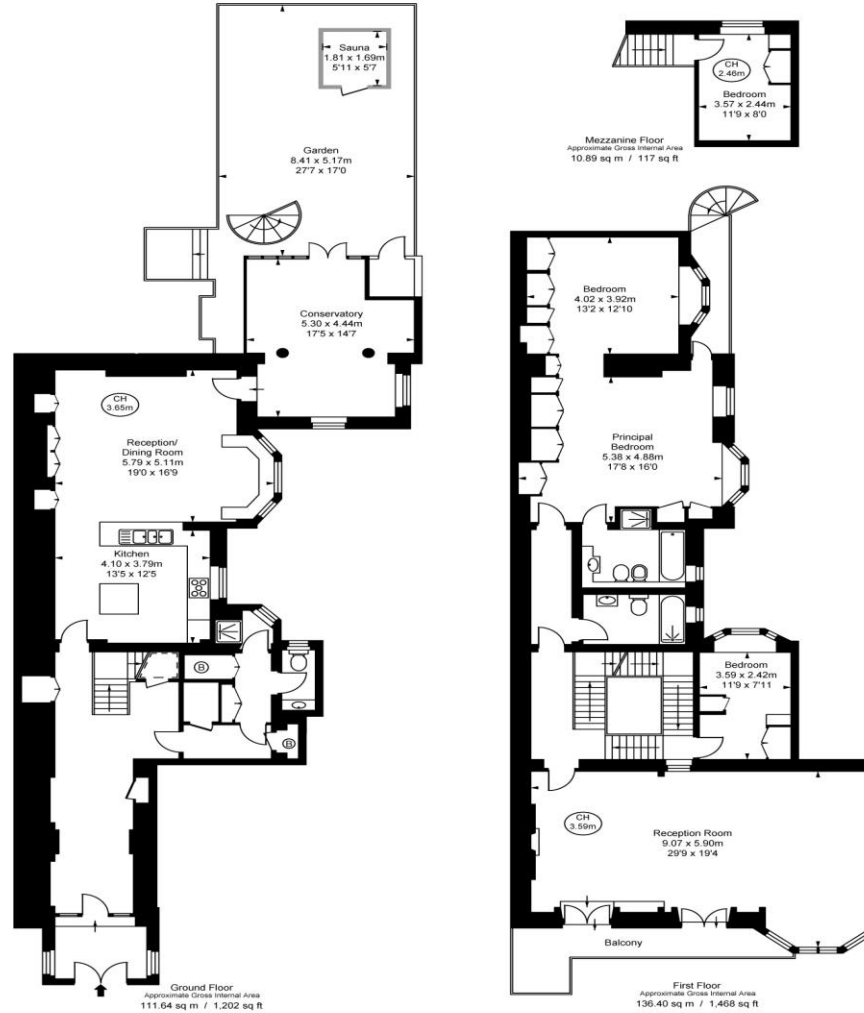 Sauna
1.81 x 1.69m
5'11 x 5'7
Garden
8.41 x 5.17m
27'7 x 17'0
Conservatory
5.30 x 4.44m
17'5 x 14'7
CH
3.65m
Reception/
Dining Room
5.79 x 5.11m
19'0 x 16'9
Kitchen
4.10 x 3.79m
13'5 x 12'5
B
B
Ground Floor
Approximate Gross Internal Area
111.64 sq m / 1,202 sq ft
CH
2.46m
Bedroom
3.57 x 2.44m
11'9 x 8'0
Mezzanine Floor
Approximate Gross Internal Area
10.89 sq m / 117 sq ft
Bedroom
4.02 x 3.92m
13'2 x 12'10
Principal
Bedroom
5.38 x 4.88m
17'8 x 16'0
Bedroom
3.59 x 2.42m
11'9 x 7'11
CH
3.59m
Reception Room
9.07 x 5.90m
29'9 x 19'4
Balcony
First Floor
Approximate Gross Internal Area
136.40 sq m / 1,468 sq ft